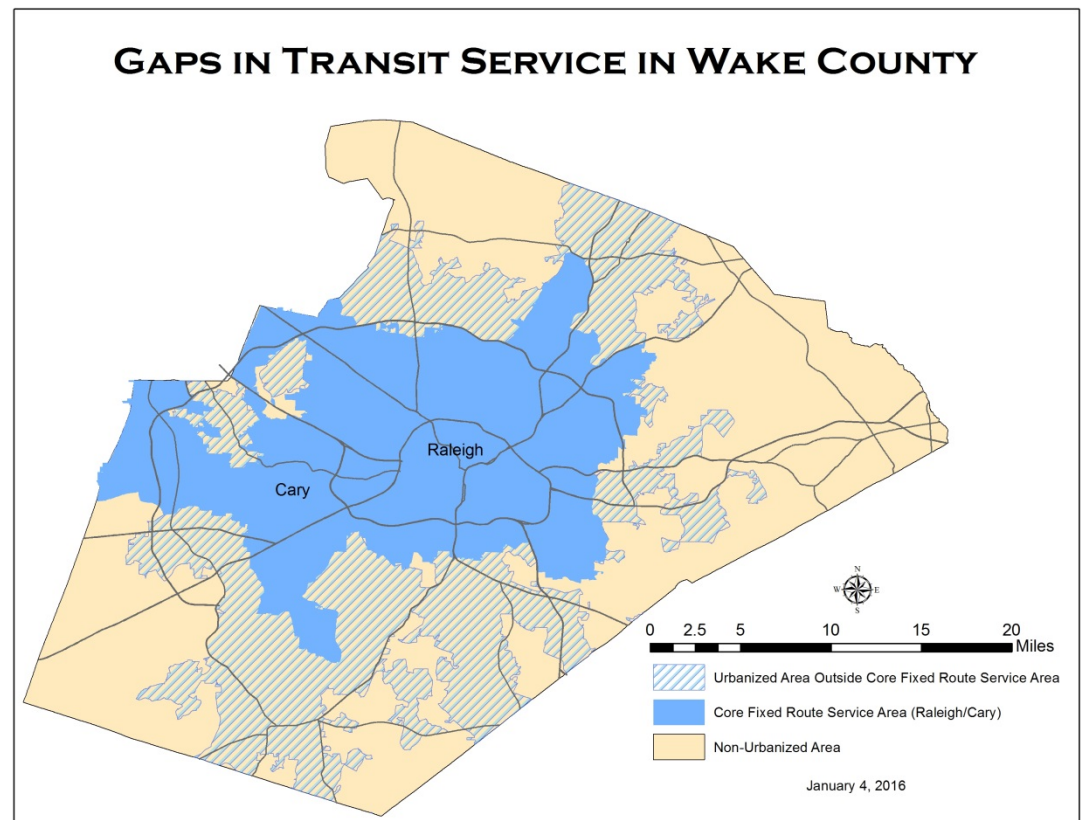 GAPS IN TRANSIT SERVICE IN WAKE COUNTY
Raleigh
Cary
N
W E
S
0 2.5 5 10 15 20
Miles
Urbanized Area Outside Core Fixed Route Service Area
Core Fixed Route Service Area (Raleigh/Cary)
Non-Urbanized Area
January 4, 2016